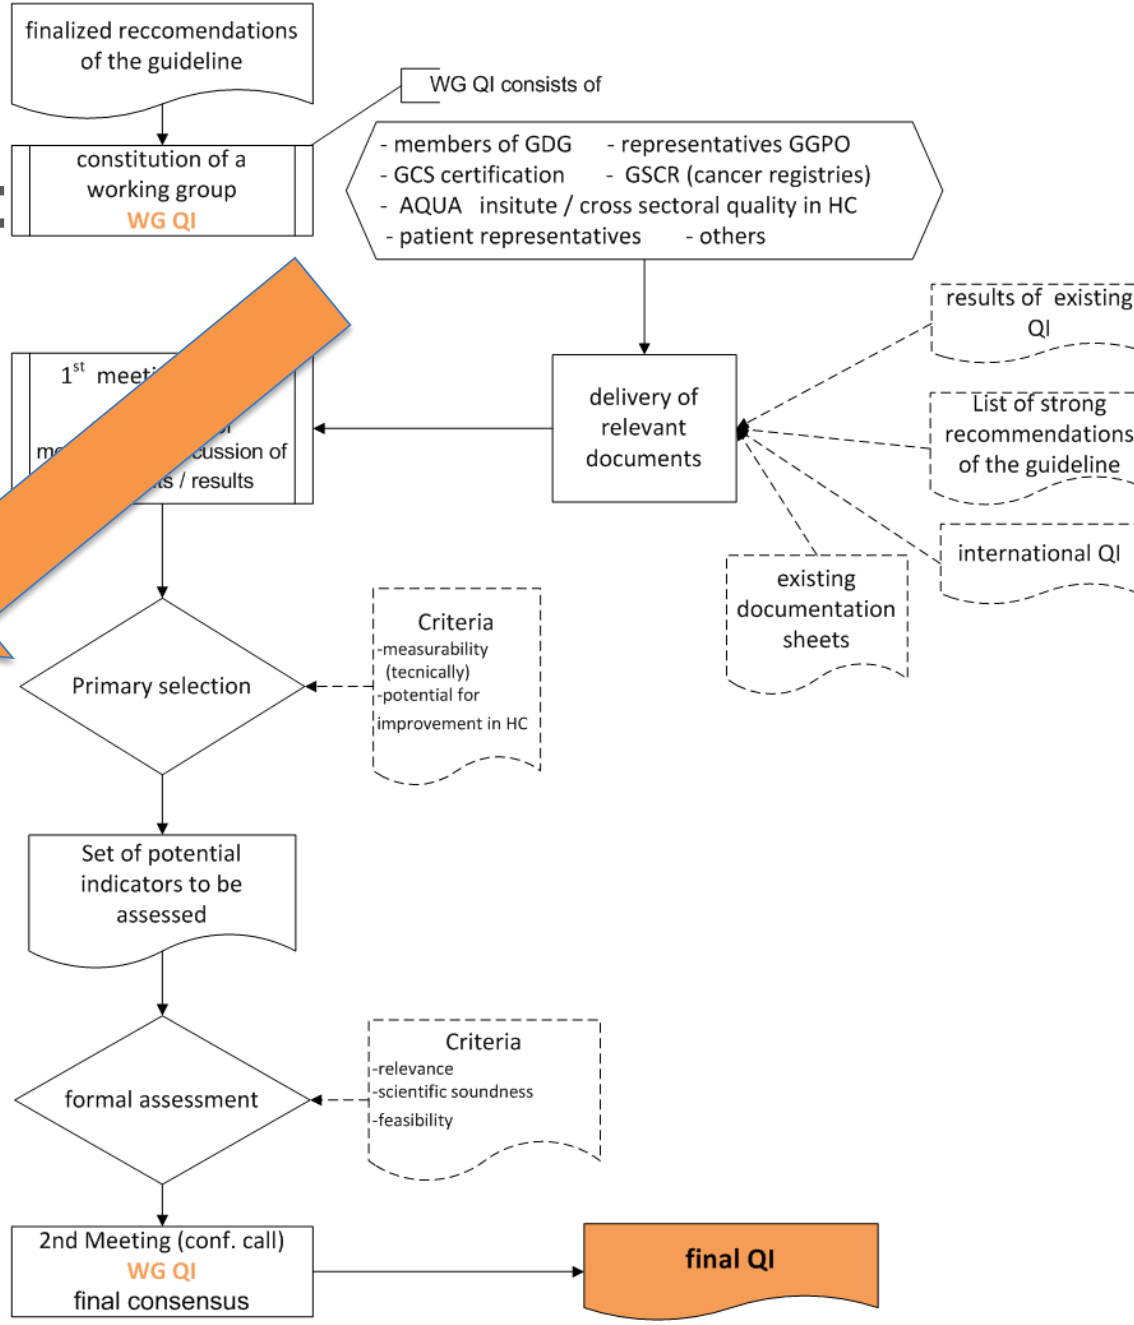 finalized reccomendations
of the guideline
WG QI consists of
constitution of a
working group
WG QI
- members of GDG - representatives GGPO
- GCS certification - GSCR (cancer registries)
- AQUA insitute / cross sectoral quality in HC
- patient representatives - others
results of existing
QI
1st
delivery of
relevant
documents
List of strong
recommendations
of the guideline
of
/ results
international QI
existing
documentation
sheets
Criteria
-measurability
(tecnically)
-potential for
improvement in HC
Primary selection
Set of potential
indicators to be
assessed
Criteria
-relevance
-scientific soundness
-feasibility
formal assessment
2nd Meeting (conf. call)
WG QI
final consensus
final QI